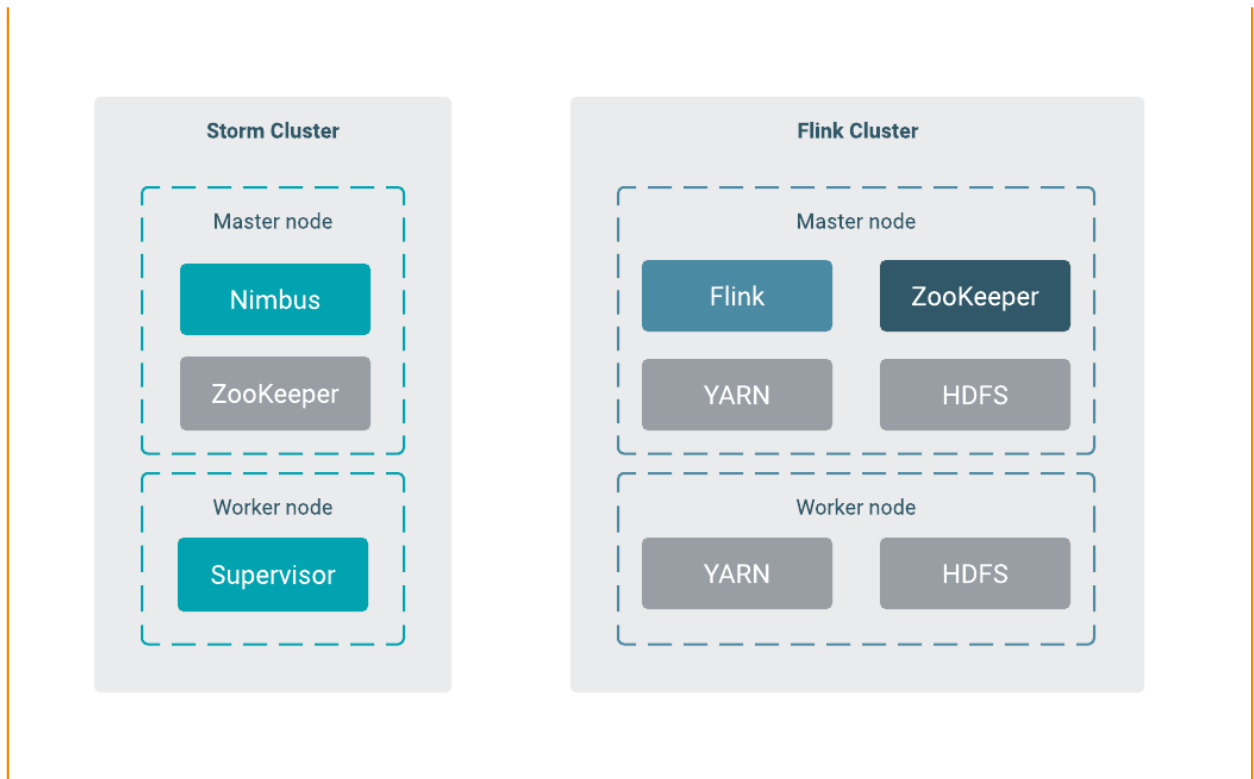 Storm Cluster
Master node
Nimbus
ZooKeeper
Worker node
Supervisor
Flink Cluster
Master node
Flink ZooKeeper
YARN HDFS
Worker node
YARN HDFS